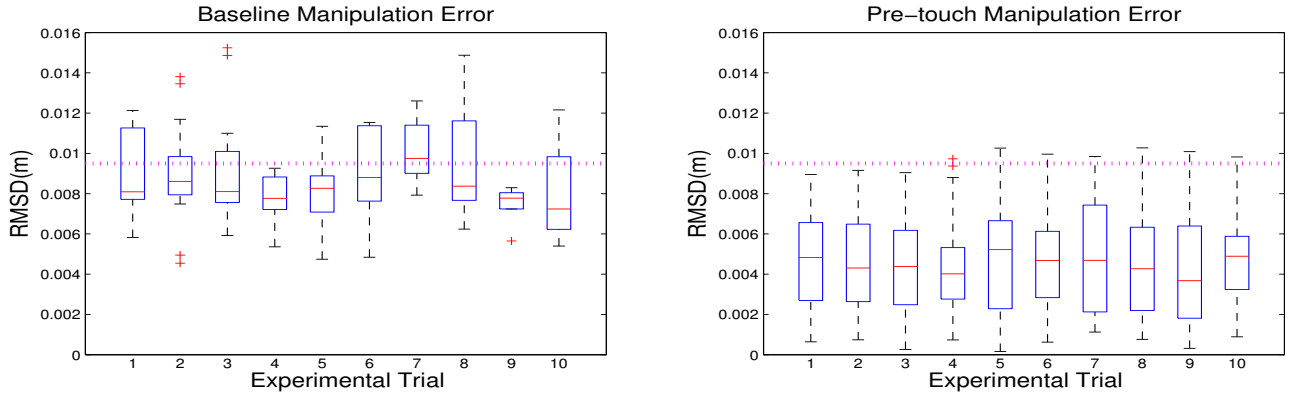 Baseline Manipulation Error
0.016
0.014
0.012
0.01
0.008
0.006
0.004
0.002
0
RMSD(m)
1 2 3 4 5 6 7 8 9 10
Experimental Trial
Pre-touch Manipulation Error
0.016
0.014
0.012
0.01
0.008
0.006
0.004
0.002
0
RMSD(m)
1 2 3 4 5 6 7 8 9 10
Experimental Trial